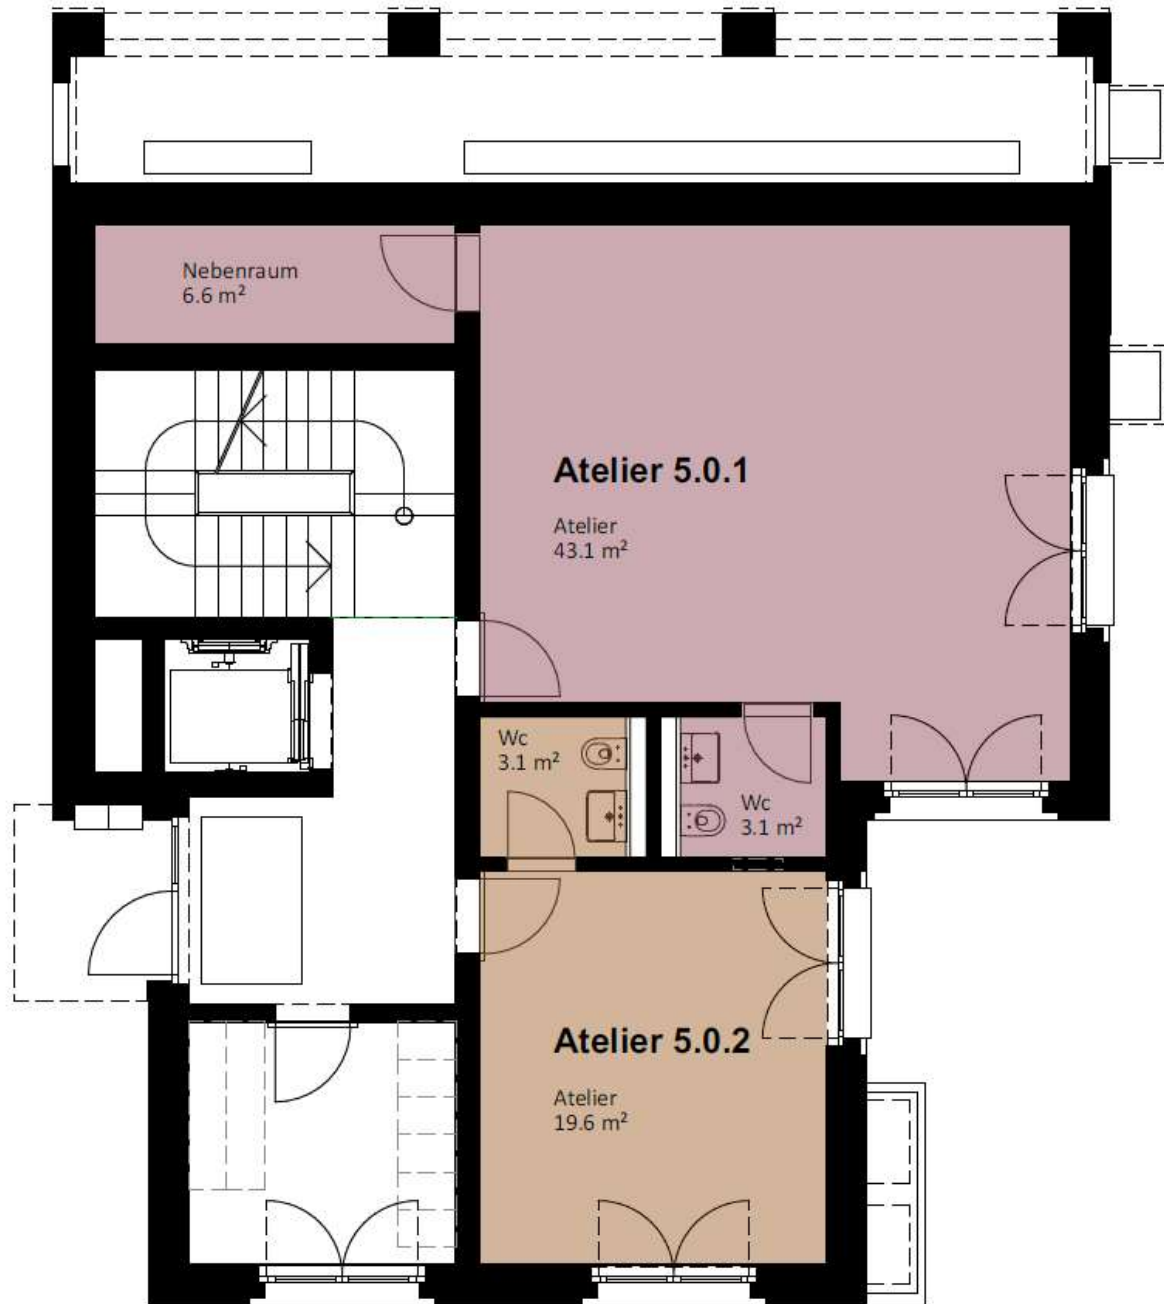 Nebenraum
6.6 m²
Atelier 5.0.1
Atelier
43.1 m²
Wc
3.1 m²
Wc
3.1 m²
Atelier 5.0.2
Atelier
19.6 m²